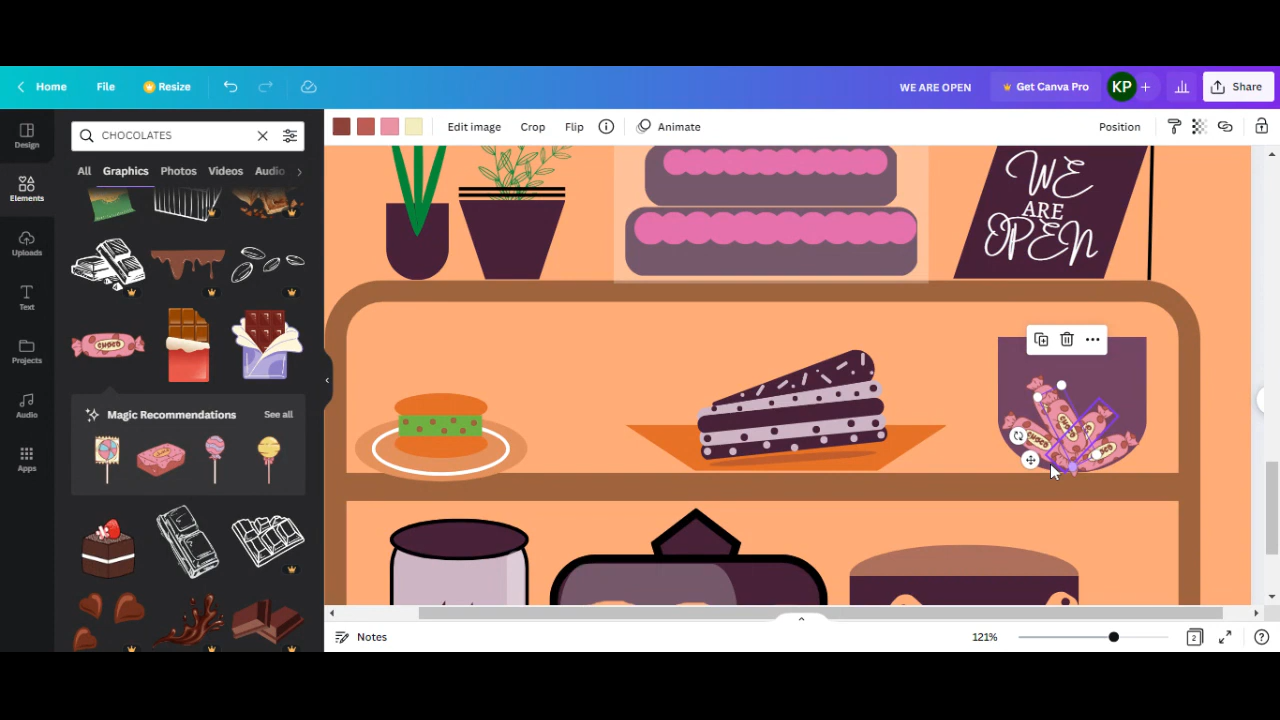 Home File Resize WE ARE OPEN Get Canva Pro KP + Share
CHOCOLATES
Edit image Crop Flip Animate Position
Design
All Graphics Photos Videos Audio
Elements
Uploads
Text
Projects
Audio
Apps
WE
ARE
OPEN
CHOCO
Magic Recommendations See all
CHOCO
Notes 121% 2